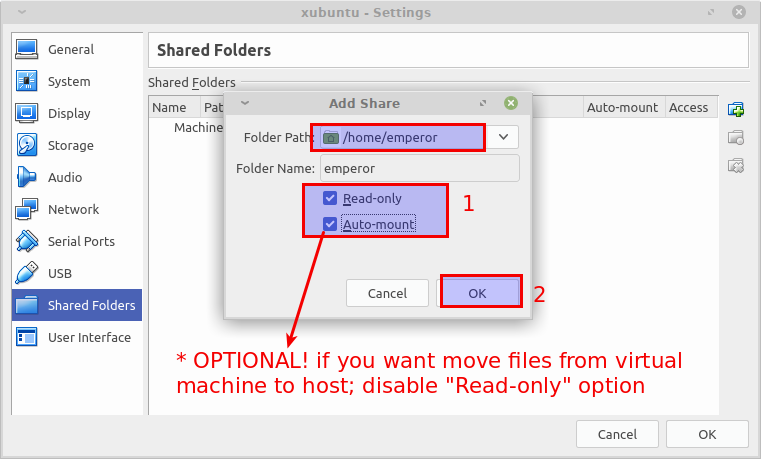 xubuntu - Settings
General
System
Display
Storage
Audio
Network
Serial Ports
USB
Shared Folders
User Interface
Shared Folders
Shared Folders
Name Pat Auto-mount Access
Machine
Add Share
Folder Path: /home/emperor
Folder Name: emperor
Read-only
Auto-mount
1
Cancel OK
2
* OPTIONAL! if you want move files from virtual
machine to host; disable "Read-only" option
Cancel OK